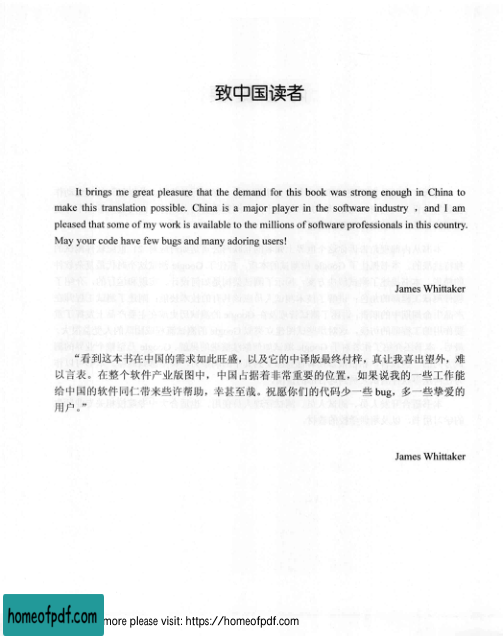 致中国读者
It brings me great pleasure that the demand for this book was strong enough in China to
make this translation possible. China is a major player in the software industry ，and I am
pleased that some of my work is available to the millions of software professionals in this country.
May your code have few bugs and many adoring users!
James Whittaker
“看到这本书在中国的需求如此旺盛，以及它的中译版最终付梓，真让我喜出望外，难
以言表。在整个软件产业版图中，中国占据着非常重要的位置，如果说我的一些工作能
给中国的软件同仁带来些许帮助，幸甚至哉。祝愿你们的代码少一些 bug，多一些挚爱的
用户。”
James Whittaker
homeofpdf.com more please visit: https://homeofpdf.com